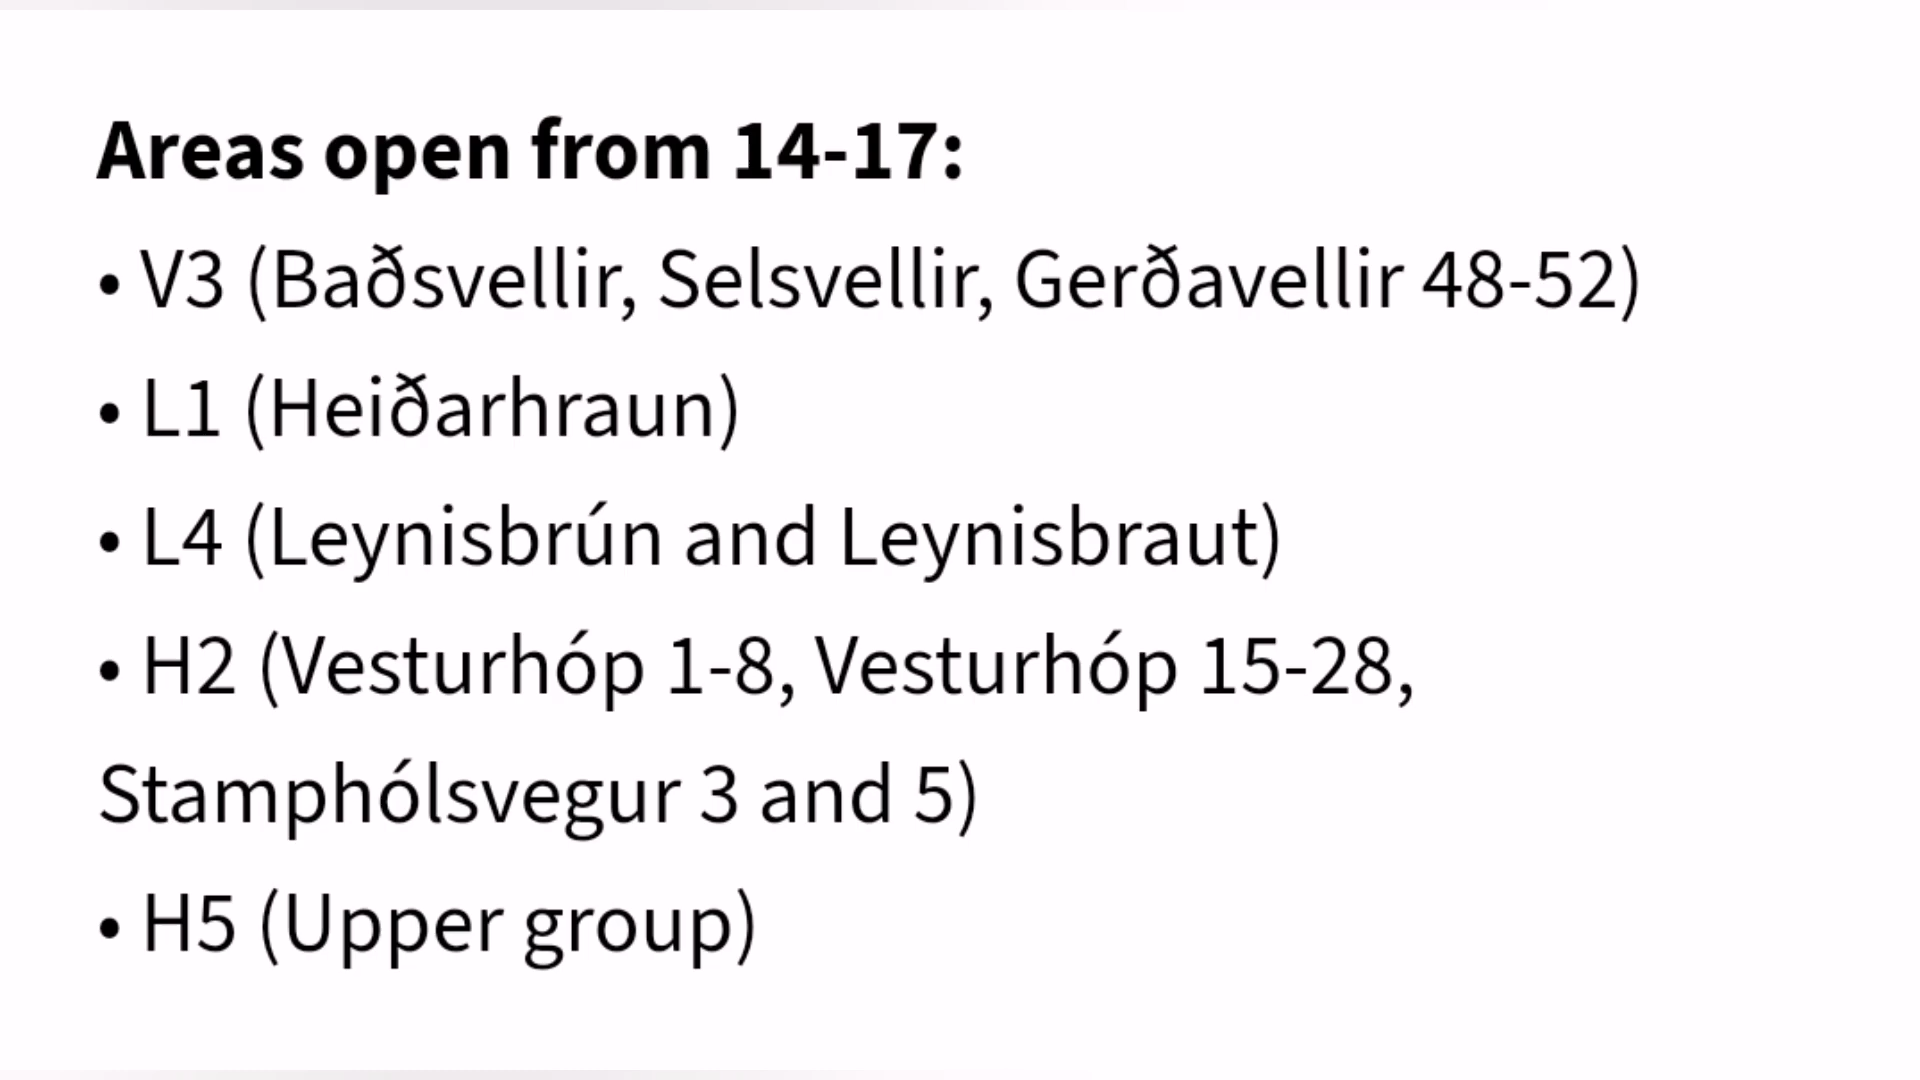 Areas open from 14-17:
• V3 (Baðsvellir, Selsvellir, Gerðavellir 48-52)
• L1 (Heiðarhraun)
• L4 (Leynisbrún and Leynisbraut)
• H2 (Vesturhóp 1-8, Vesturhóp 15-28,
Stamphólsvegur 3 and 5)
• H5 (Upper group)